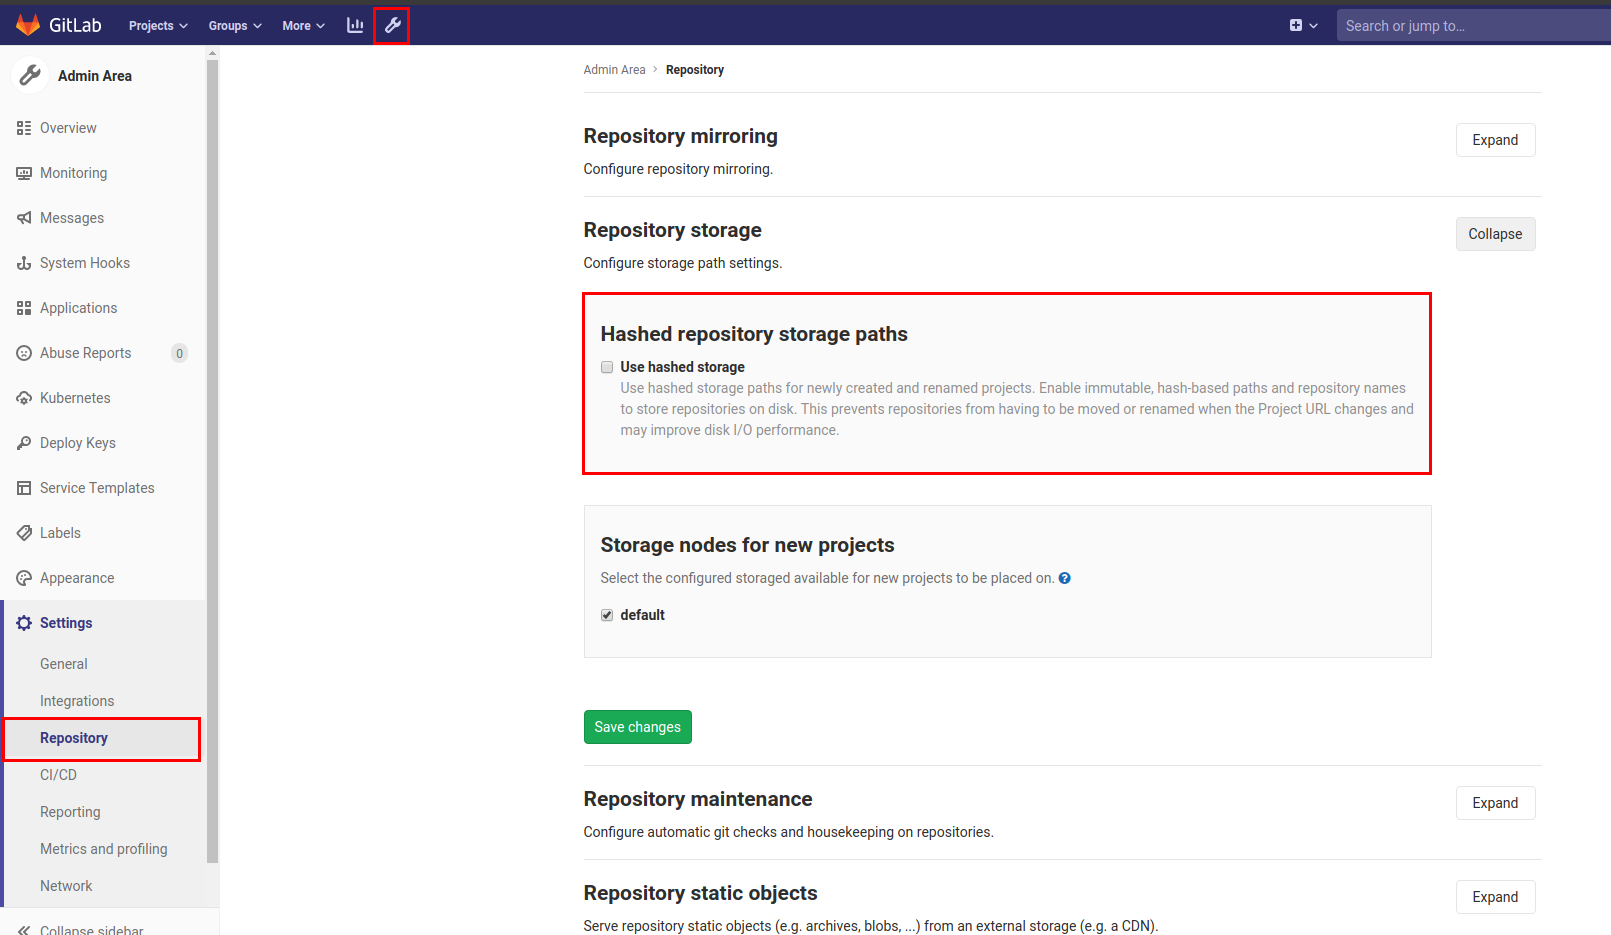 GitLab Projects Groups More Search or jump to...
Admin Area
Overview
Monitoring
Messages
System Hooks
Applications
Abuse Reports 0
Kubernetes
Deploy Keys
Service Templates
Labels
Appearance
Settings
General
Integrations
Repository
CI/CD
Reporting
Metrics and profiling
Network
Collapse sidebar
Admin Area > Repository
Repository mirroring
Expand
Configure repository mirroring.
Repository storage
Collapse
Configure storage path settings.
Hashed repository storage paths
Use hashed storage
Use hashed storage paths for newly created and renamed projects. Enable immutable, hash-based paths and repository names
to store repositories on disk. This prevents repositories from having to be moved or renamed when the Project URL changes and
may improve disk I/O performance.
Storage nodes for new projects
Select the configured storaged available for new projects to be placed on. ?
default
Save changes
Repository maintenance
Expand
Configure automatic git checks and housekeeping on repositories.
Repository static objects
Expand
Serve repository static objects (e.g. archives, blobs, ...) from an external storage (e.g. a CDN).